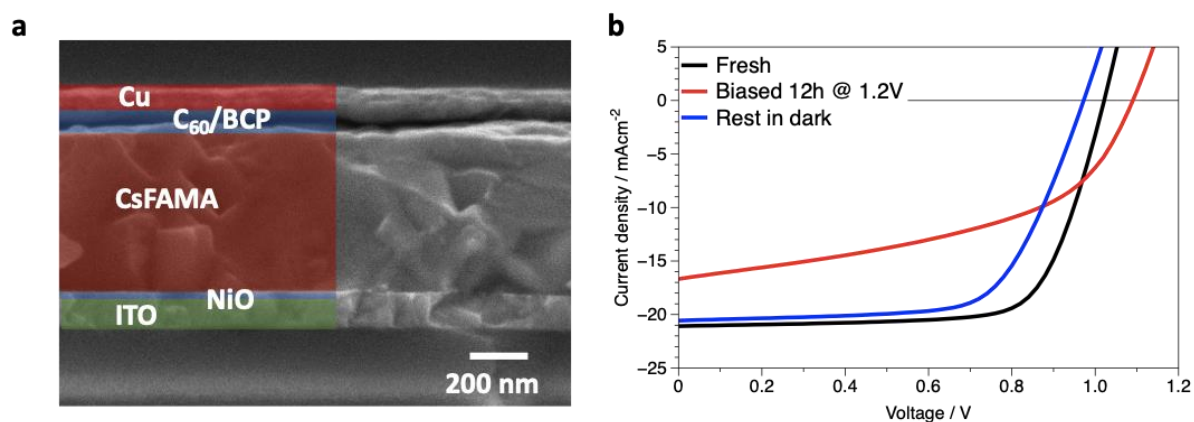 a
Cu
C₆₀/BCP
CsFAMA
NiO
ITO
200 nm
b
Fresh
Biased 12h @ 1.2V
Rest in dark
5
0
−5
−10
−15
−20
−25
Current density / mAcm⁻²
0 0.2 0.4 0.6 0.8 1.0 1.2
Voltage / V